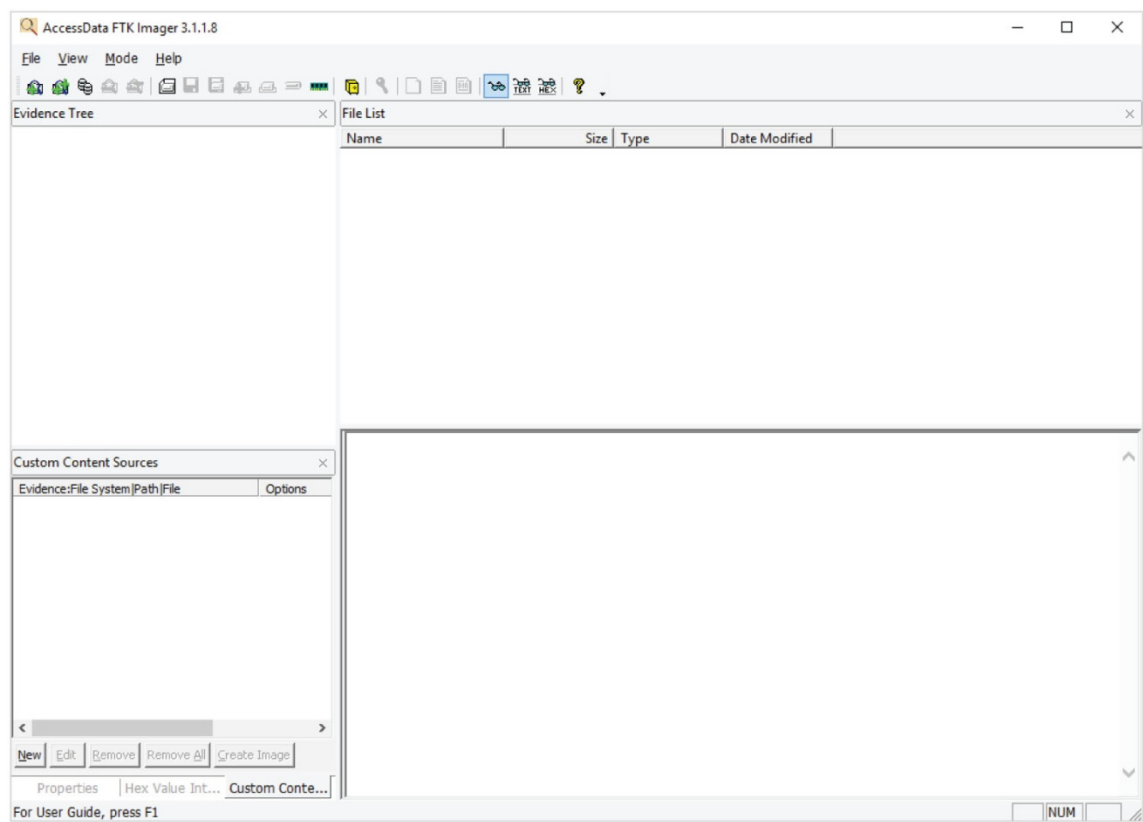 AccessData FTK Imager 3.1.1.8
File View Mode Help
TEXT HEX
Evidence Tree
File List
Name Size Type Date Modified
Custom Content Sources
Evidence:File System|Path|File Options
New Edit Remove Remove All Create Image
Properties Hex Value Int... Custom Conte...
For User Guide, press F1
NUM